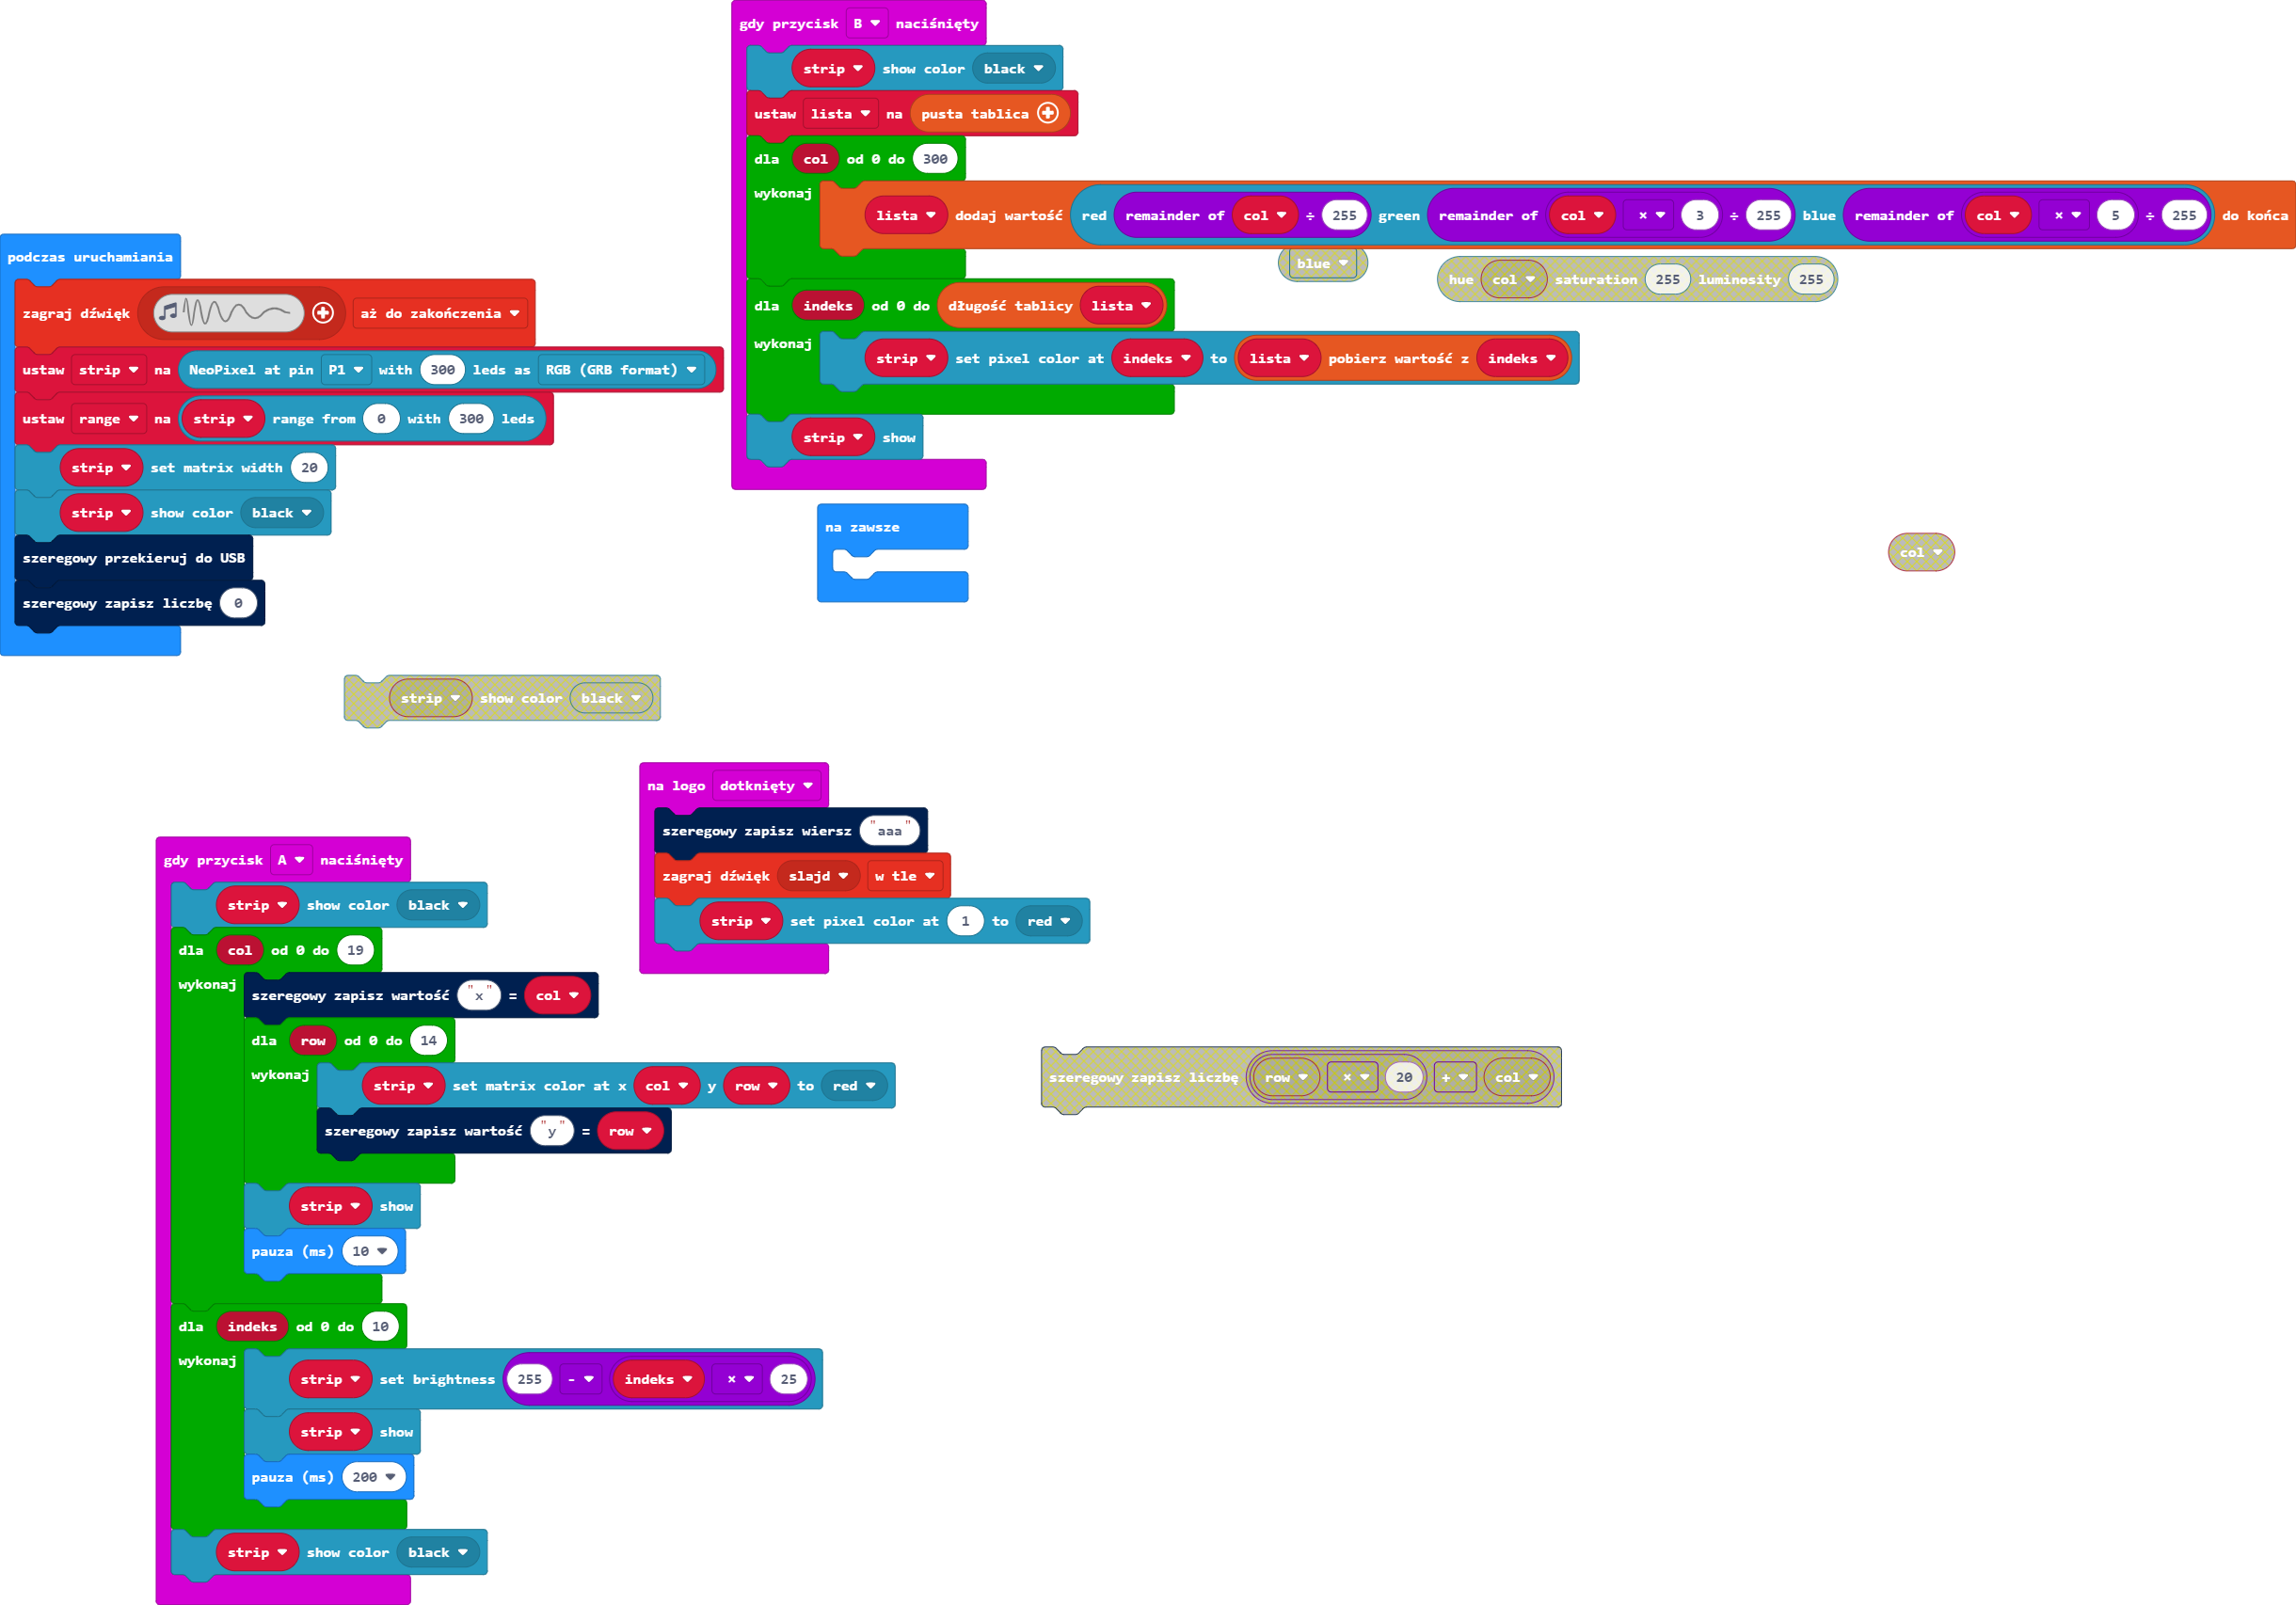 gdy przycisk B naciśnięty
strip show color black
ustaw lista na pusta tablica
dla col od 0 do 300
wykonaj
lista dodaj wartość red remainder of col ÷ 255 green remainder of col × 3 ÷ 255 blue remainder of col × 5 ÷ 255 do końca
dla indeks od 0 do długość tablicy lista
wykonaj
strip set pixel color at indeks to lista pobierz wartość z indeks
strip show
blue
hue col saturation 255 luminosity 255
podczas uruchamiania
zagraj dźwięk aż do zakończenia
ustaw strip na NeoPixel at pin P1 with 300 leds as RGB (GRB format)
ustaw range na strip range from 0 with 300 leds
strip set matrix width 20
strip show color black
szeregowy przekieruj do USB
szeregowy zapisz liczbę 0
na zawsze
col
strip show color black
na logo dotknięty
szeregowy zapisz wiersz "aaa"
zagraj dźwięk slajd w tle
strip set pixel color at 1 to red
gdy przycisk A naciśnięty
strip show color black
dla col od 0 do 19
wykonaj
szeregowy zapisz wartość "x" = col
dla row od 0 do 14
wykonaj
strip set matrix color at x col y row to red
szeregowy zapisz wartość "y" = row
strip show
pauza (ms) 10
dla indeks od 0 do 10
wykonaj
strip set brightness 255 - indeks × 25
strip show
pauza (ms) 200
strip show color black
szeregowy zapisz liczbę row × 20 + col